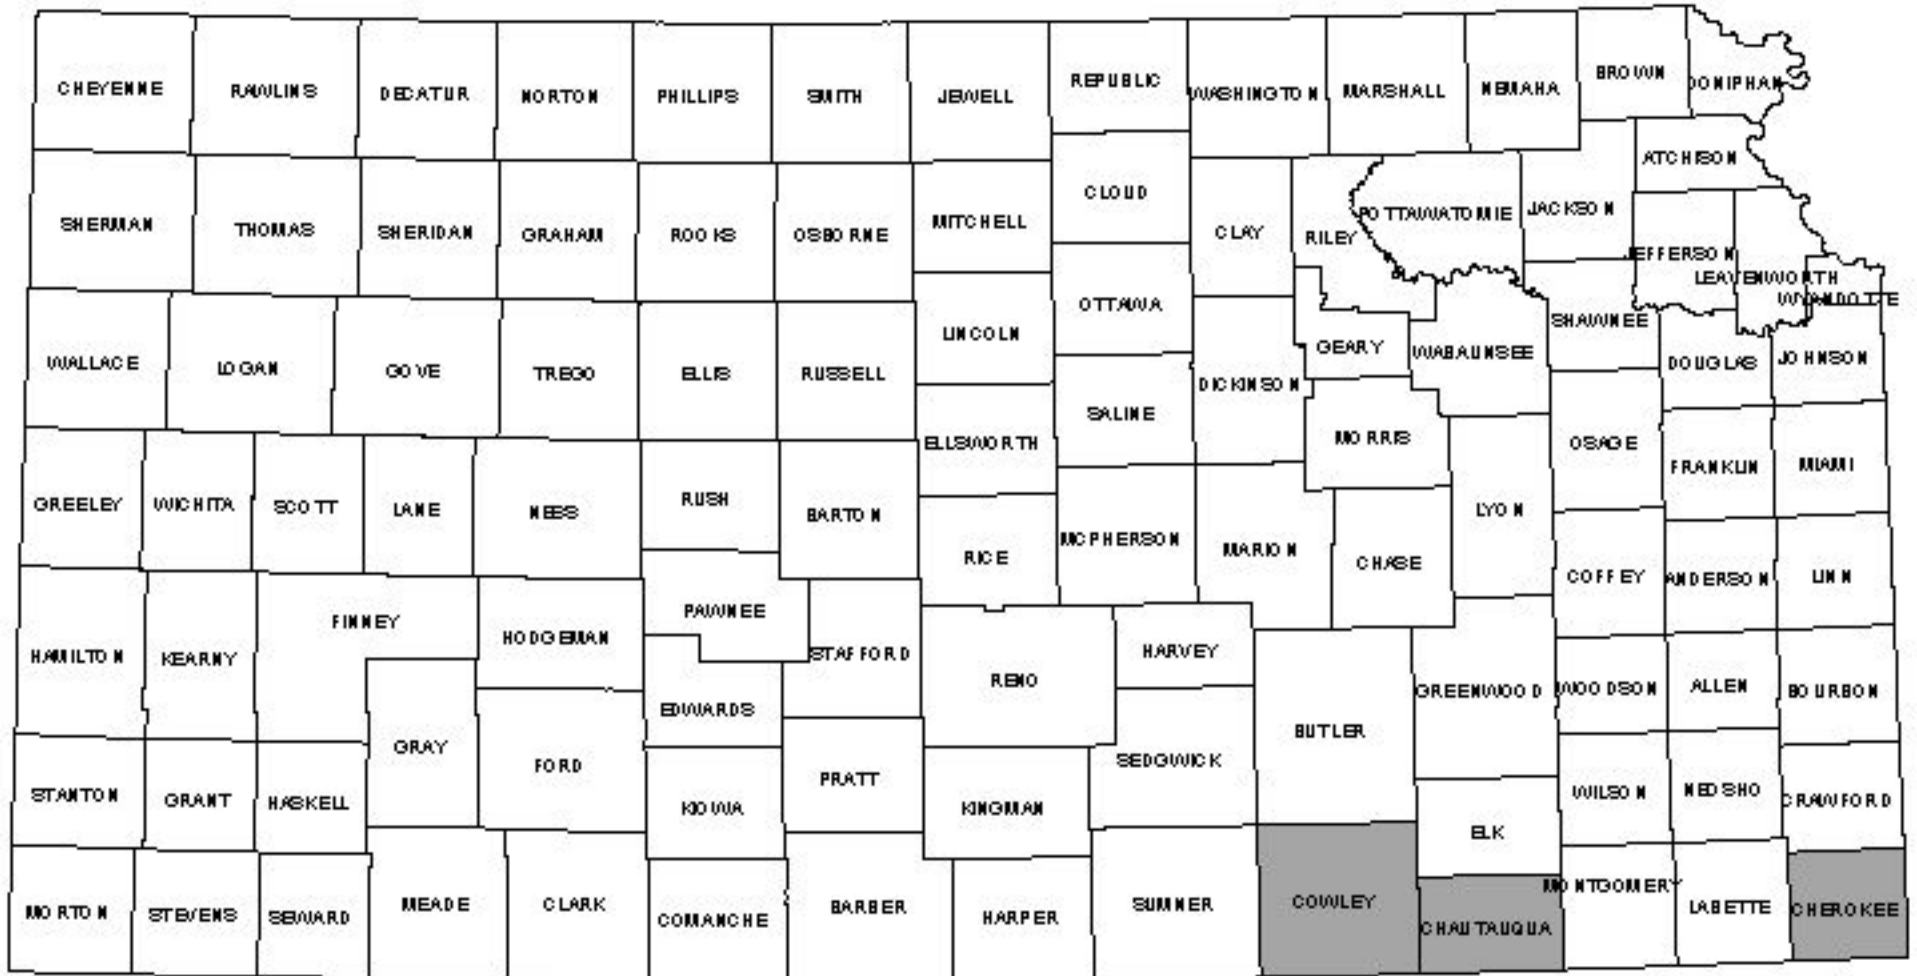 CHEYENNE
RAWLINS
DECATUR
NORTON
PHILLIPS
SMITH
JEWELL
REPUBLIC
WASHINGTON
MARSHALL
NEMAHA
BROWN
DONIPHAN
SHERMAN
THOMAS
SHERIDAN
GRAHAM
ROOKS
OSBORNE
MITCHELL
CLOUD
CLAY
RILEY
POTTAWATOMIE
JACKSON
ATCHISON
JEFFERSON
LEAVENWORTH
WYANDOTTE
WALLACE
LOGAN
GOVE
TREGO
ELLIS
RUSSELL
LINCOLN
OTTAWA
DICKINSON
GEARY
WABAUNSEE
SHAWNEE
DOUGLAS
JOHNSON
ELLSWORTH
SALINE
MORRIS
OSAGE
FRANKLIN
MIAMI
GREELEY
WICHITA
SCOTT
LANE
NESS
RUSH
BARTON
RICE
MCPHERSON
MARION
CHASE
LYON
COFFEY
ANDERSON
LINN
HAMILTON
KEARNY
FINNEY
HODGEMAN
PAWNEE
STAFFORD
RENO
HARVEY
GREENWOOD
WOODSON
ALLEN
BOURBON
GRAY
FORD
EDWARDS
PRATT
SEDGWICK
BUTLER
STANTON
GRANT
HASKELL
KIOWA
KINGMAN
ELK
WILSON
NEOSHO
CRAWFORD
MORTON
STEVENS
SEWARD
MEADE
CLARK
COMANCHE
BARBER
HARPER
SUMNER
COWLEY
CHAUTAUQUA
MONTGOMERY
LABETTE
CHEROKEE